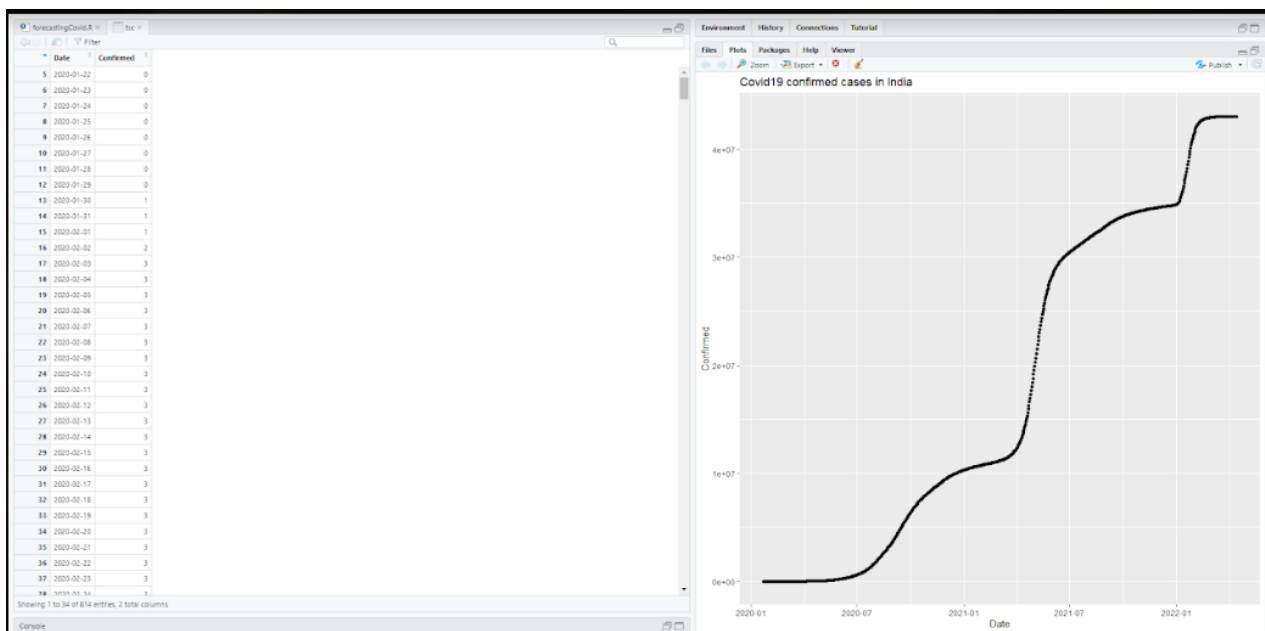 forecastingCovid.R
tsc
Filter
Date Confirmed
5 2020-01-22 0
6 2020-01-23 0
7 2020-01-24 0
8 2020-01-25 0
9 2020-01-26 0
10 2020-01-27 0
11 2020-01-28 0
12 2020-01-29 0
13 2020-01-30 1
14 2020-01-31 1
15 2020-02-01 1
16 2020-02-02 2
17 2020-02-03 3
18 2020-02-04 3
19 2020-02-05 3
20 2020-02-06 3
21 2020-02-07 3
22 2020-02-08 3
23 2020-02-09 3
24 2020-02-10 3
25 2020-02-11 3
26 2020-02-12 3
27 2020-02-13 3
28 2020-02-14 3
29 2020-02-15 3
30 2020-02-16 3
31 2020-02-17 3
32 2020-02-18 3
33 2020-02-19 3
34 2020-02-20 3
35 2020-02-21 3
36 2020-02-22 3
37 2020-02-23 3
Showing 1 to 34 of 814 entries, 2 total columns
Console
Environment History Connections Tutorial
Files Plots Packages Help Viewer
Zoom Export Publish
Covid19 confirmed cases in India
4e+07
3e+07
Confirmed
2e+07
1e+07
0e+00
2020-01 2020-07 2021-01 2021-07 2022-01
Date